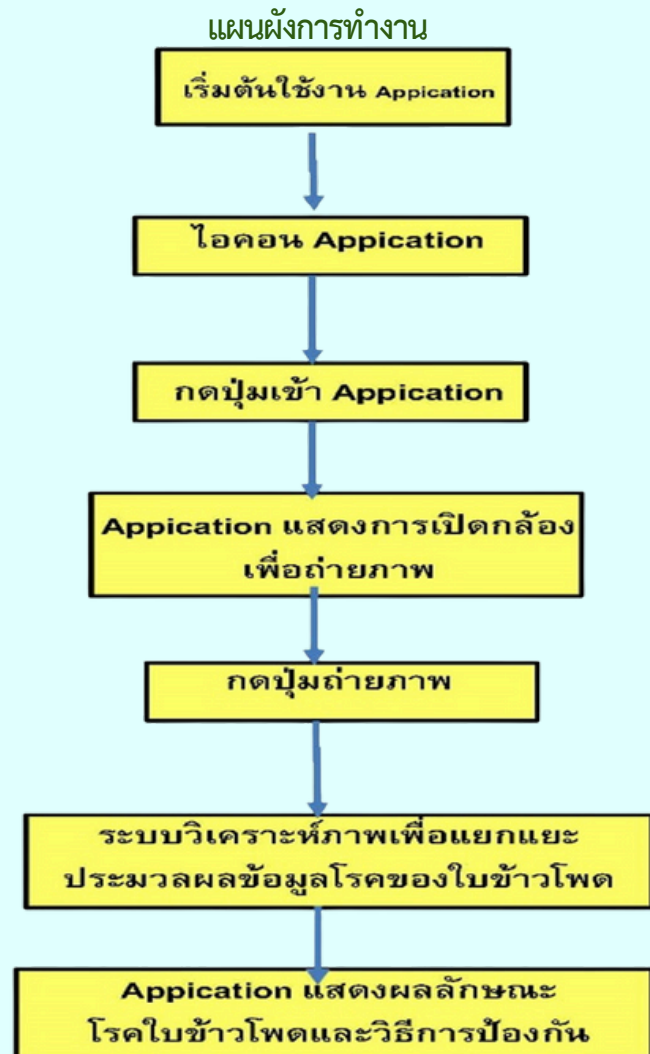 แผนผังการทำงาน
เริ่มต้นใช้งาน Appication
ไอคอน Appication
กดปุ่มเข้า Appication
Appication แสดงการเปิดกล้อง
เพื่อถ่ายภาพ
กดปุ่มถ่ายภาพ
ระบบวิเคราะห์ภาพเพื่อแยกแยะ
ประมวลผลข้อมูลโรคของใบข้าวโพด
Appication แสดงผลลักษณะ
โรคใบข้าวโพดและวิธีการป้องกัน